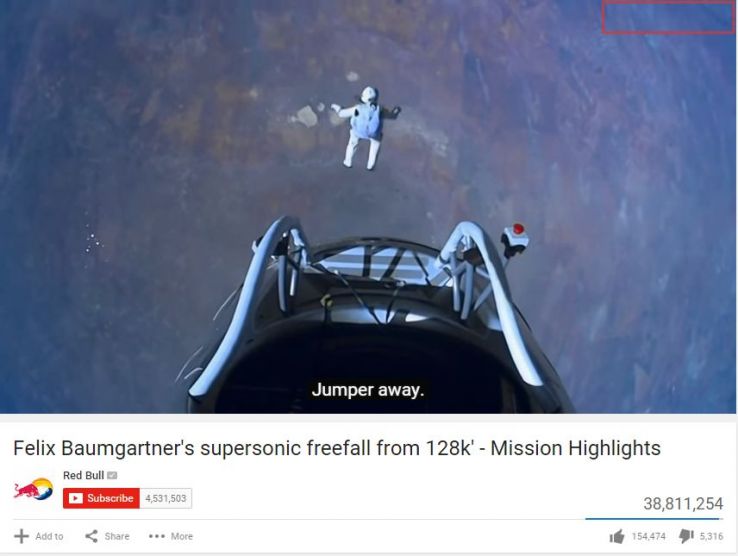 Jumper away.
Felix Baumgartner's supersonic freefall from 128k' - Mission Highlights
Red Bull
Subscribe 4,531,503
38,811,254
Add to Share More 154,474 5,316